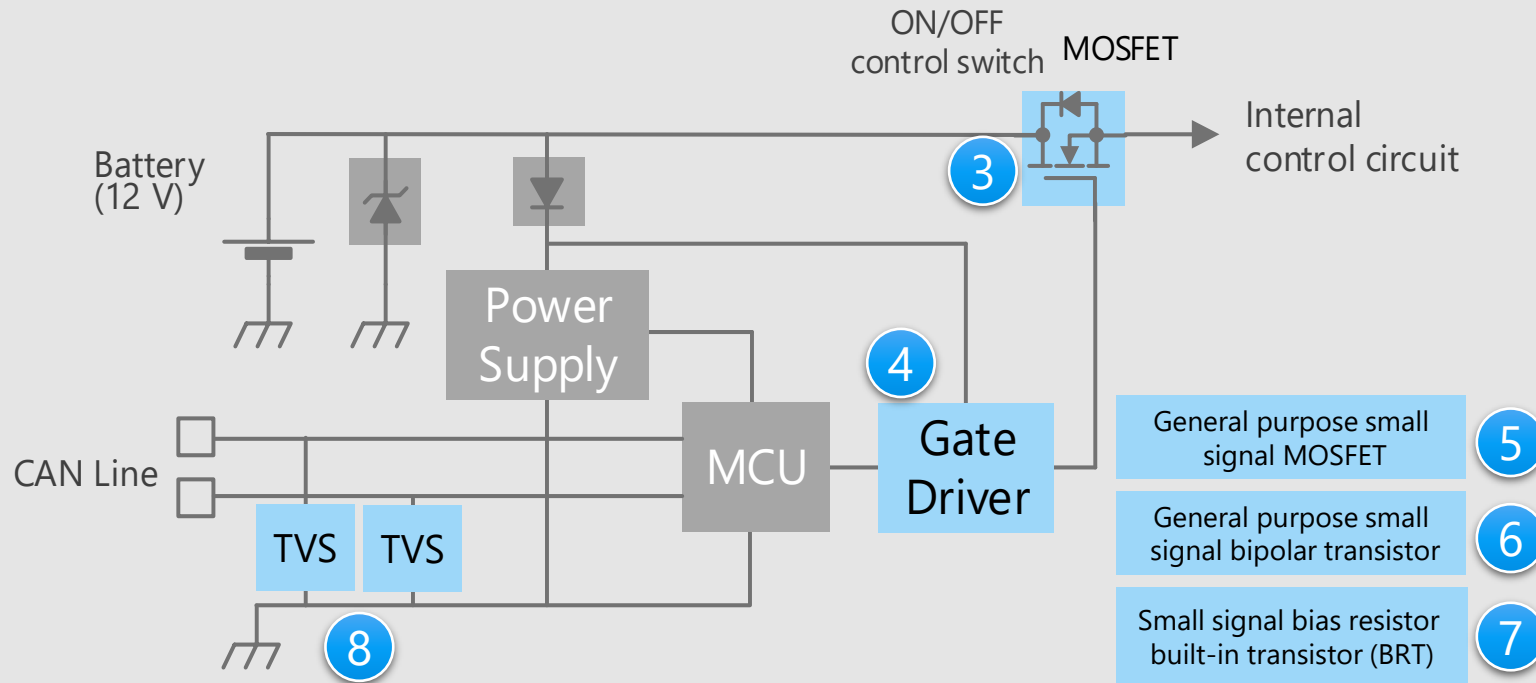 ON/OFF
control switch
MOSFET
Internal
control circuit
3
Battery
(12 V)
Power
Supply
4
Gate
Driver
MCU
CAN Line
TVS
TVS
8
General purpose small
signal MOSFET
5
General purpose small
signal bipolar transistor
6
Small signal bias resistor
built-in transistor (BRT)
7